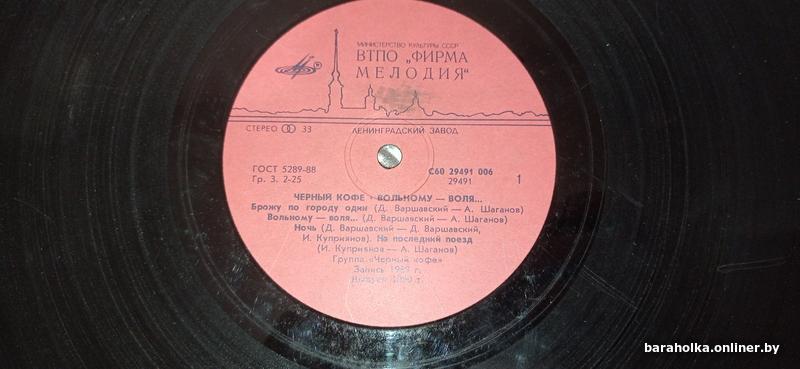 МИНИСТЕРСТВО КУЛЬТУРЫ СССР
ВТПО „ФИРМА
МЕЛОДИЯ“
СТЕРЕО 33
ЛЕНИНГРАДСКИЙ ЗАВОД
ГОСТ 5289-88
Гр. 3. 2-25
С60 29491 006
29491
1
ЧЕРНЫЙ КОФЕ · ВОЛЬНОМУ — ВОЛЯ...
Брожу по городу один (Д. Варшавский — А. Шаганов)
Вольному — воля... (Д. Варшавский — А. Шаганов)
Ночь (Д. Варшавский — Д. Варшавский,
И. Куприянов). На последний поезд
(И. Куприянов — А. Шаганов)
Группа «Черный кофе»
Запись 1989 г.
Выпуск 1990 г.
baraholka.onliner.by